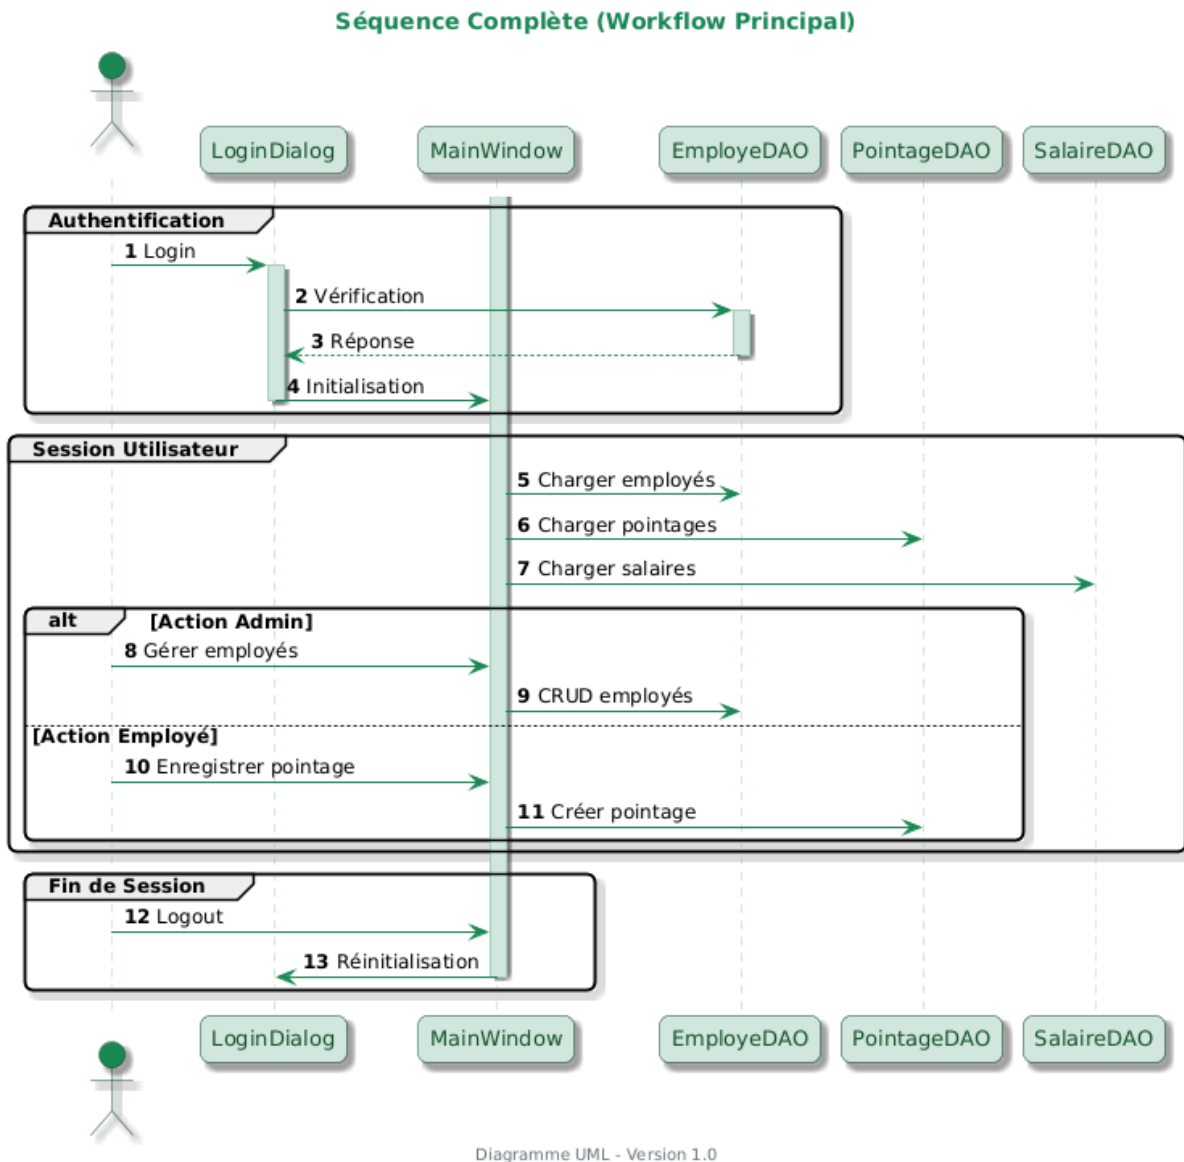 Séquence Complète (Workflow Principal)
LoginDialog MainWindow EmployeDAO PointageDAO SalaireDAO
Authentification
1 Login
2 Vérification
3 Réponse
4 Initialisation
Session Utilisateur
5 Charger employés
6 Charger pointages
7 Charger salaires
alt [Action Admin]
8 Gérer employés
9 CRUD employés
[Action Employé]
10 Enregistrer pointage
11 Créer pointage
Fin de Session
12 Logout
13 Réinitialisation
LoginDialog MainWindow EmployeDAO PointageDAO SalaireDAO
Diagramme UML - Version 1.0